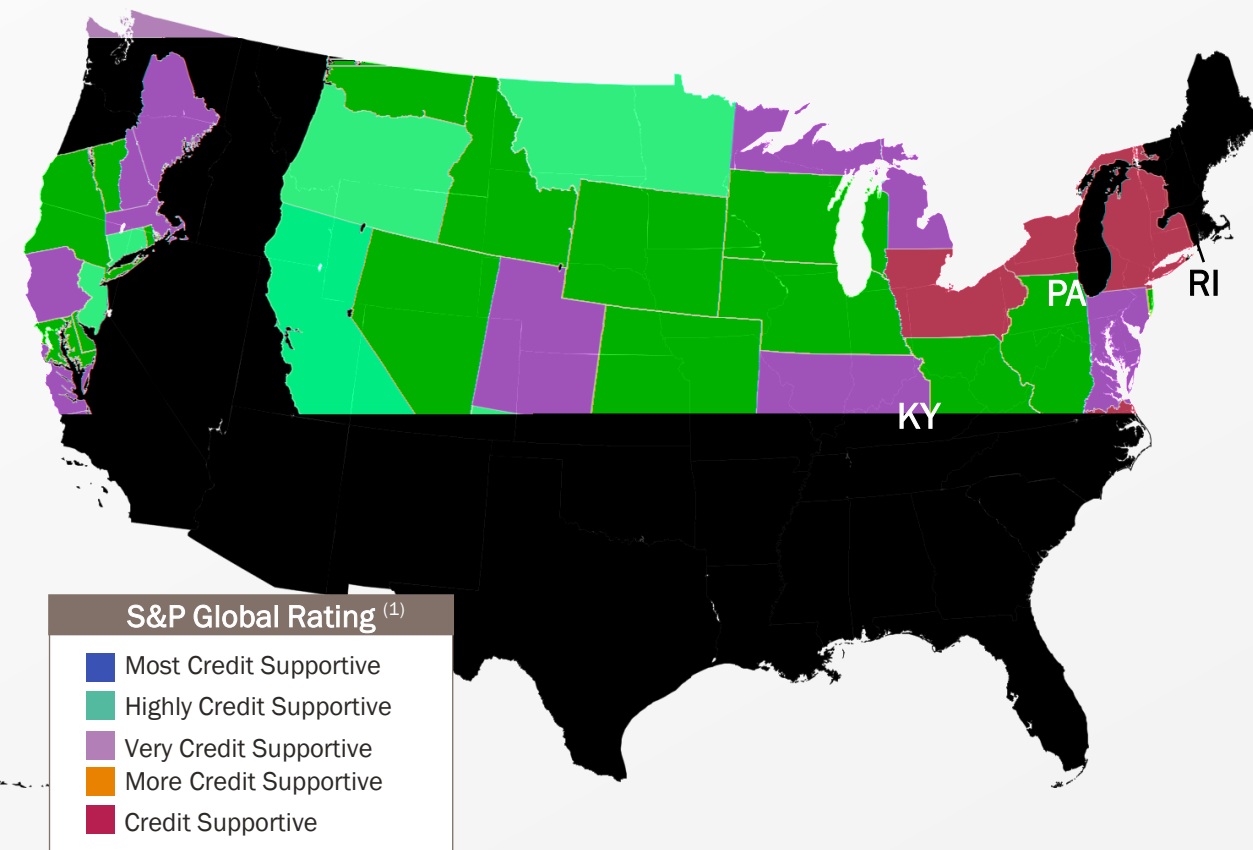 PA
RI
KY
S&P Global Rating (1)
Most Credit Supportive
Highly Credit Supportive
Very Credit Supportive
More Credit Supportive
Credit Supportive